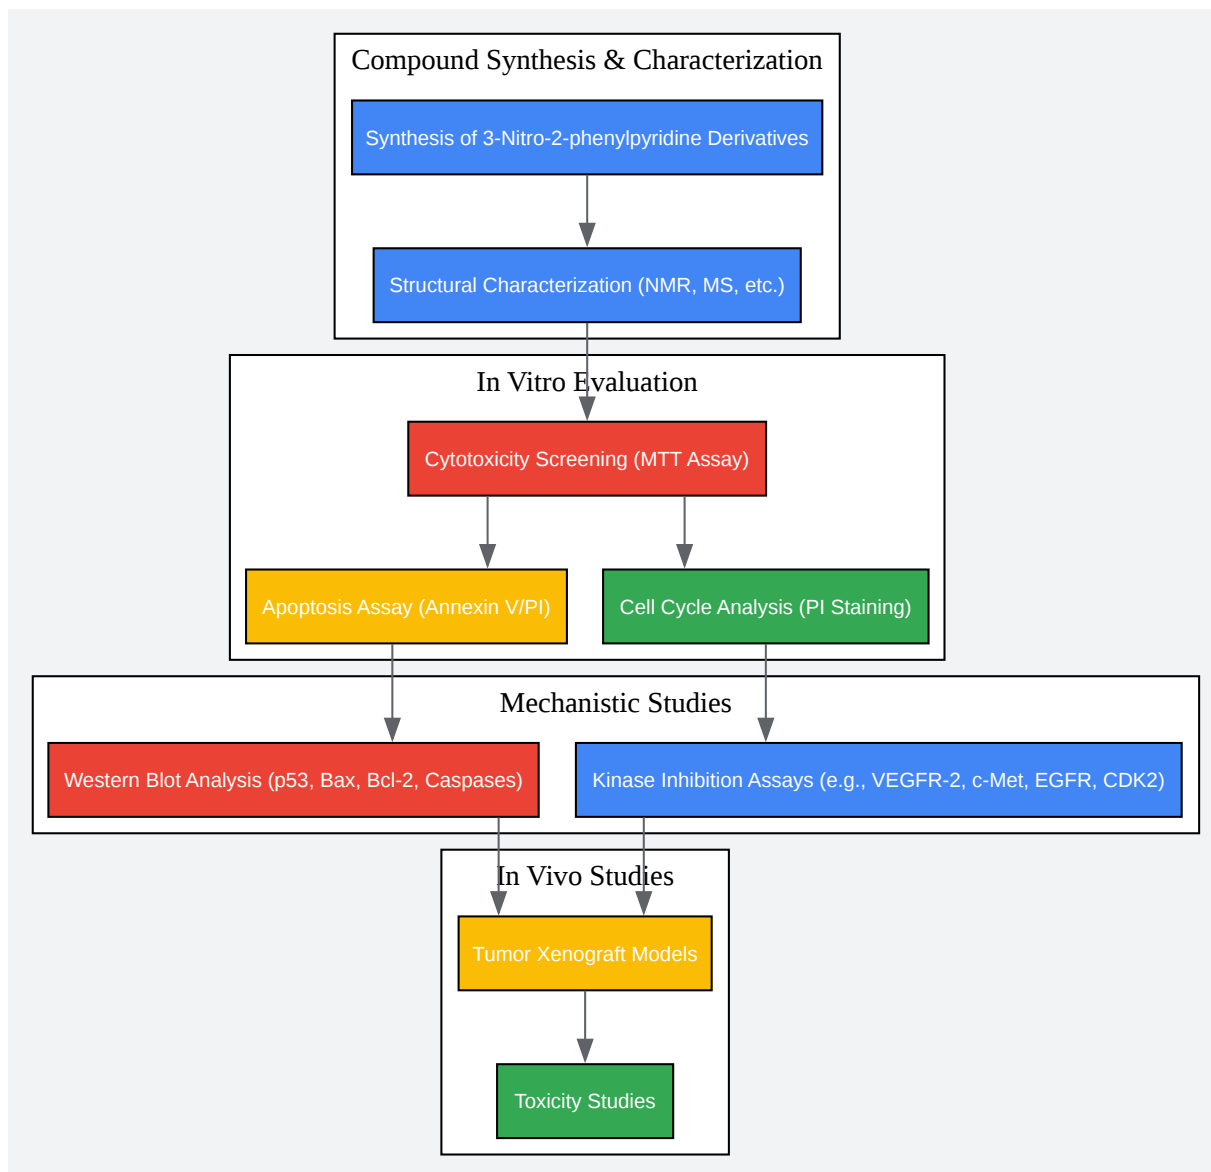 Compound Synthesis & Characterization
Synthesis of 3-Nitro-2-phenylpyridine Derivatives
Structural Characterization (NMR, MS, etc.)
In Vitro Evaluation
Cytotoxicity Screening (MTT Assay)
Apoptosis Assay (Annexin V/PI)
Cell Cycle Analysis (PI Staining)
Mechanistic Studies
Western Blot Analysis (p53, Bax, Bcl-2, Caspases)
Kinase Inhibition Assays (e.g., VEGFR-2, c-Met, EGFR, CDK2)
In Vivo Studies
Tumor Xenograft Models
Toxicity Studies